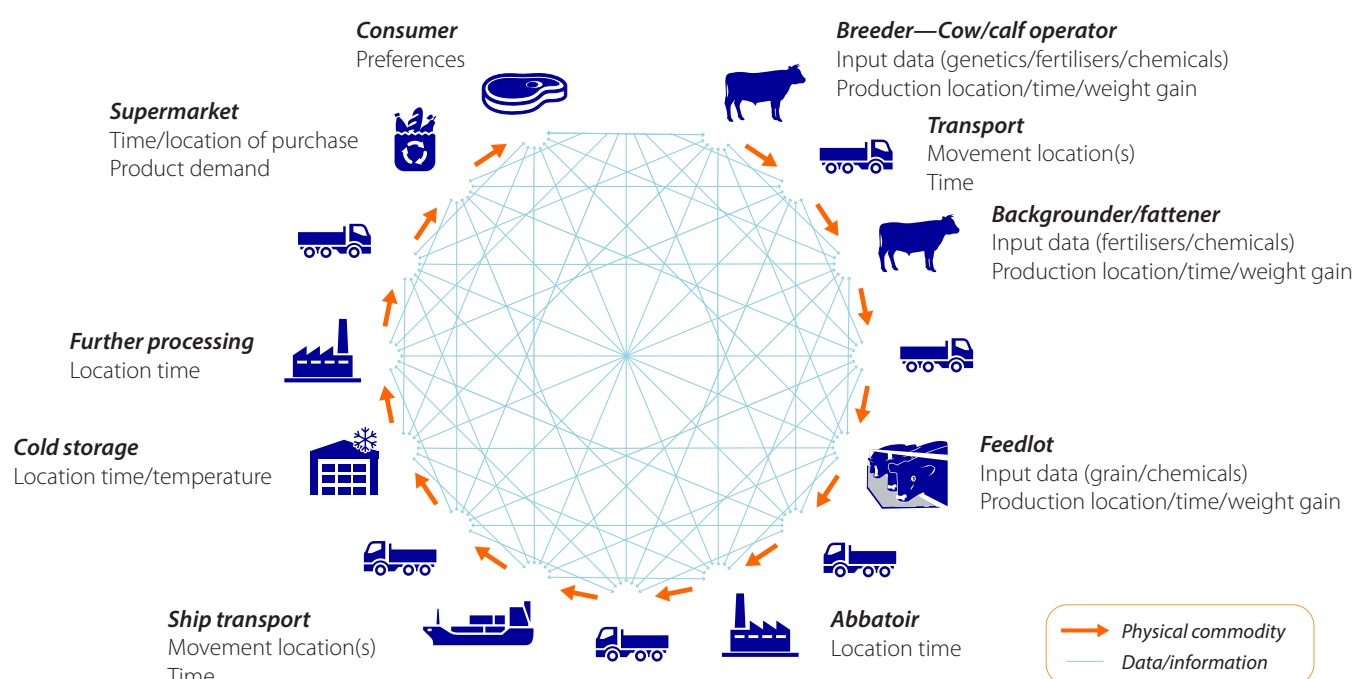 Consumer
Preferences
Breeder—Cow/calf operator
Input data (genetics/fertilisers/chemicals)
Production location/time/weight gain
Supermarket
Time/location of purchase
Product demand
Transport
Movement location(s)
Time
Backgrounder/fattener
Input data (fertilisers/chemicals)
Production location/time/weight gain
Further processing
Location time
Cold storage
Location time/temperature
Feedlot
Input data (grain/chemicals)
Production location/time/weight gain
Ship transport
Movement location(s)
Time
Abbatoir
Location time
Physical commodity
Data/information